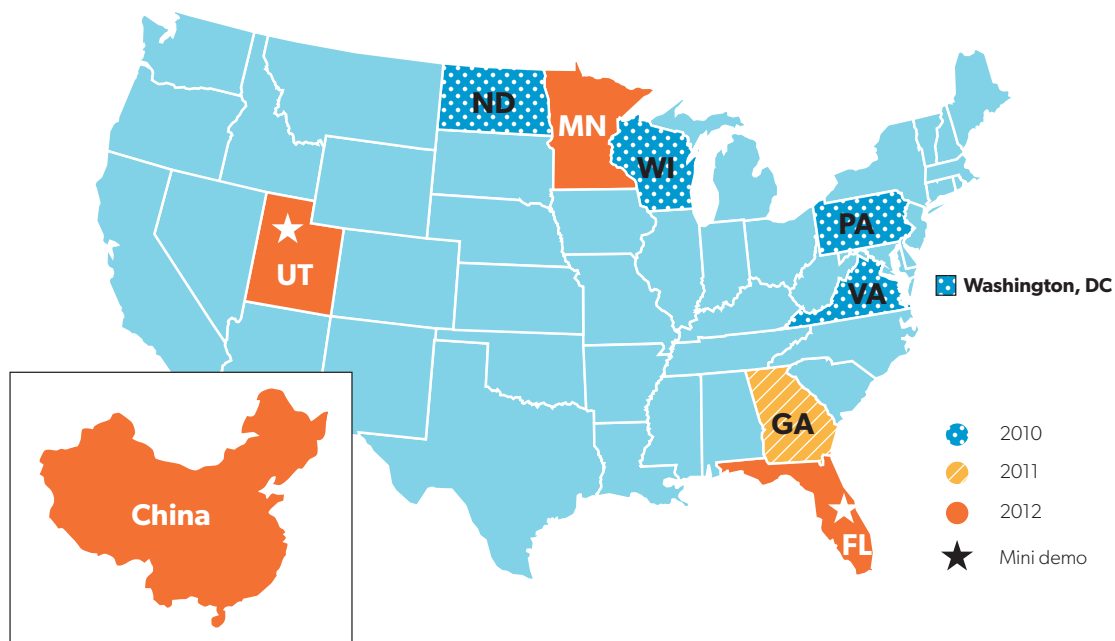 ND
MN
WI
PA
UT
VA
Washington, DC
GA
China
FL
2010
2011
2012
Mini demo